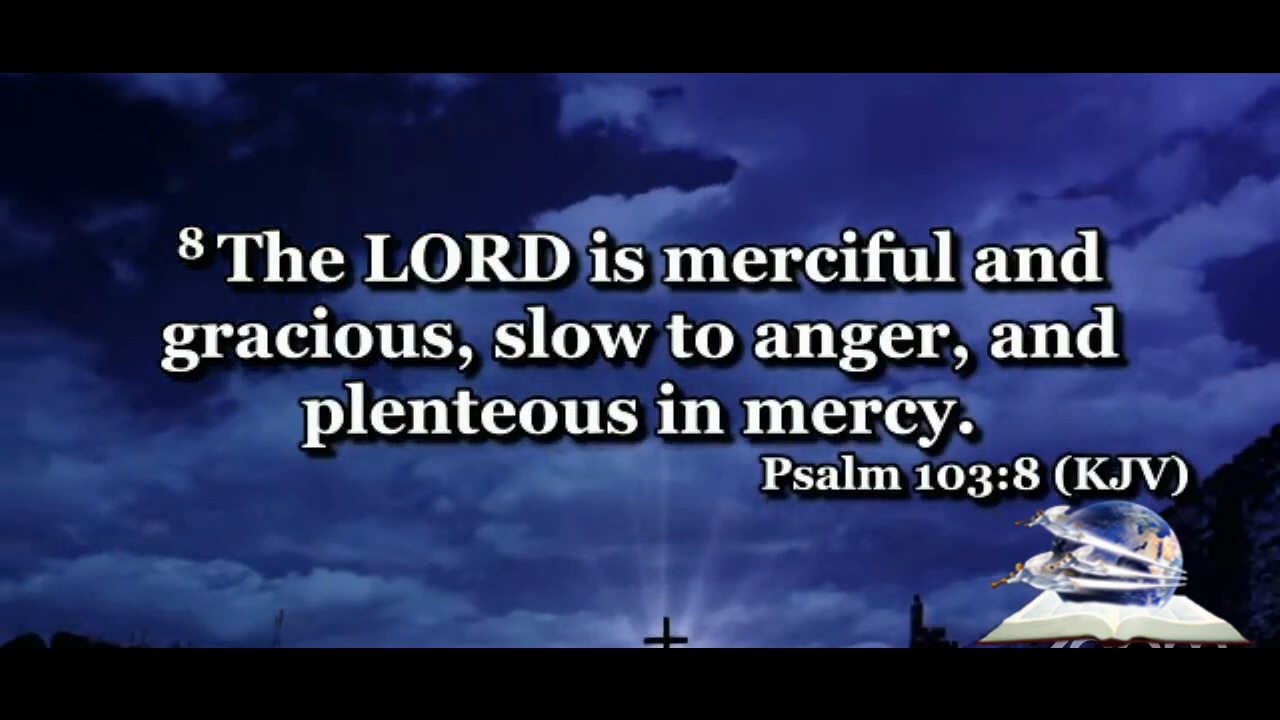 8 The LORD is merciful and
gracious, slow to anger, and
plenteous in mercy.
Psalm 103:8 (KJV)